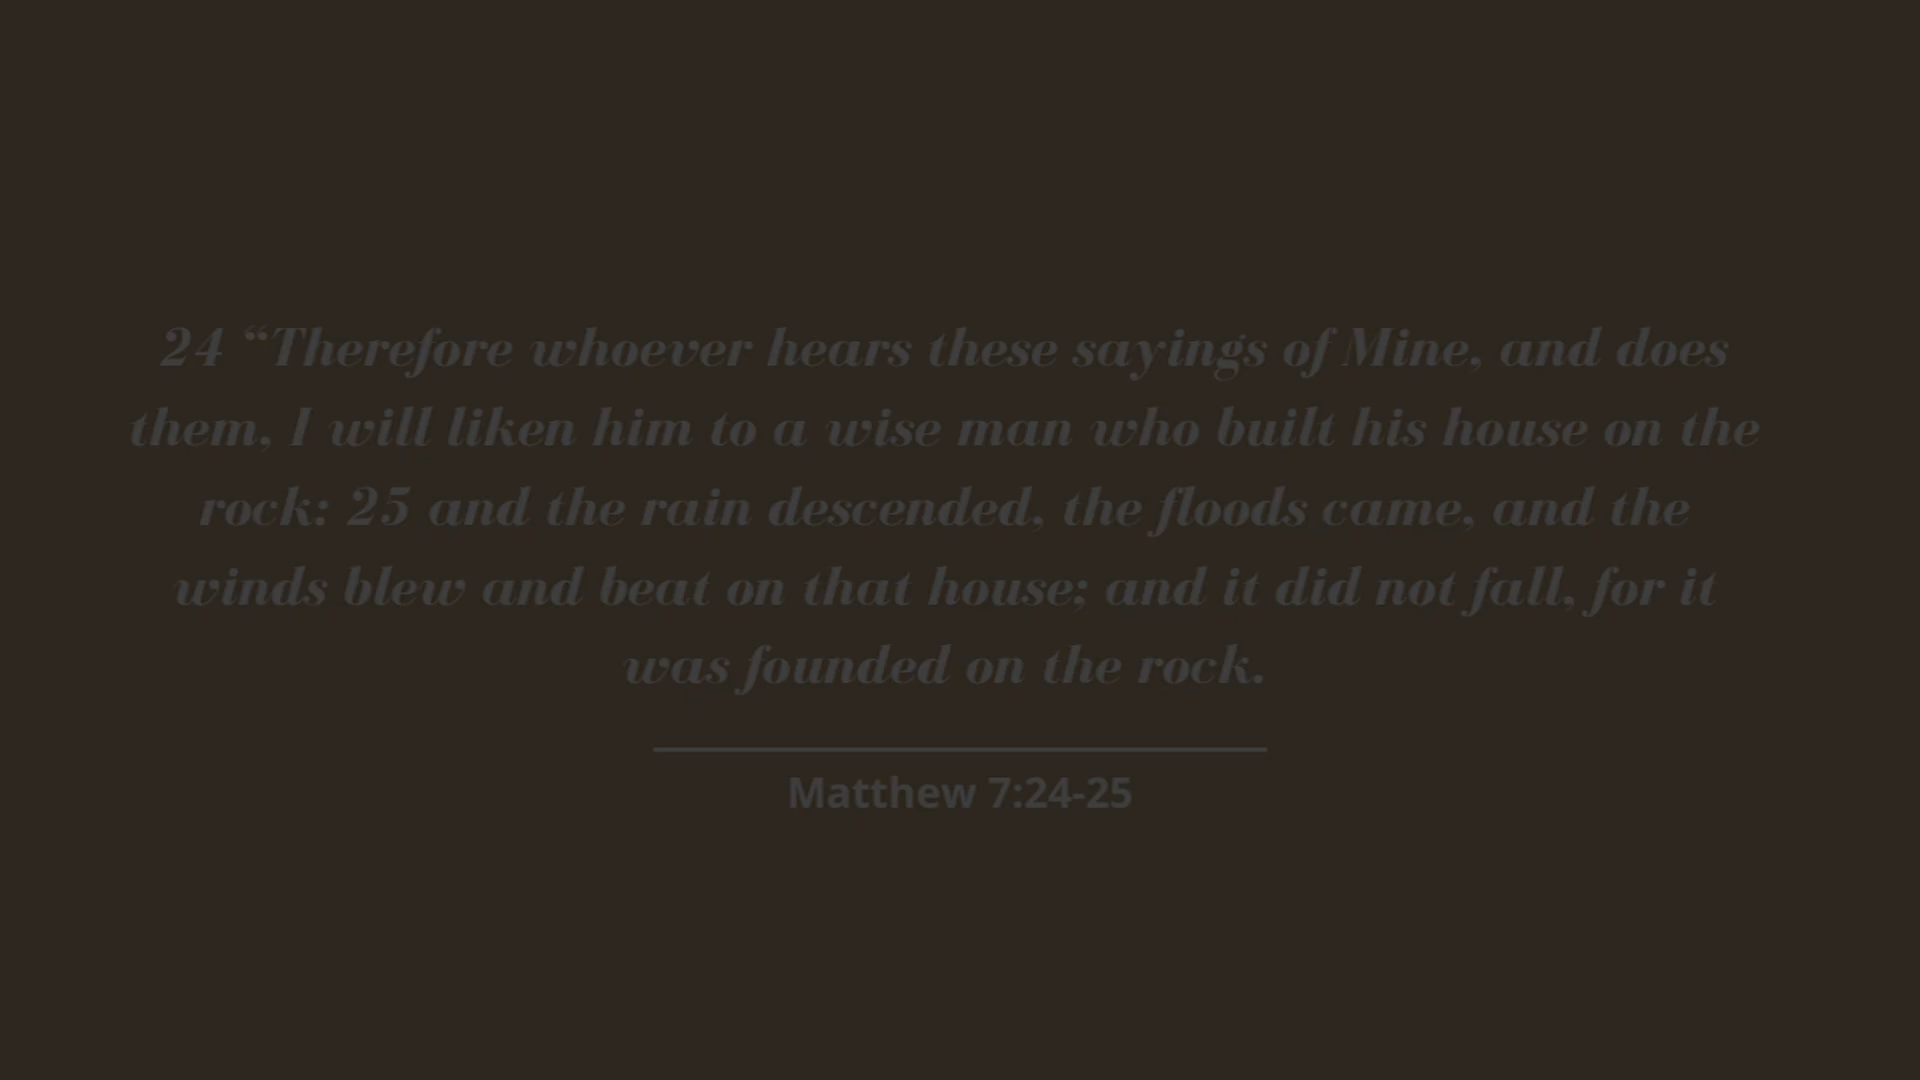 24 “Therefore whoever hears these sayings of Mine, and does
them, I will liken him to a wise man who built his house on the
rock: 25 and the rain descended, the floods came, and the
winds blew and beat on that house; and it did not fall, for it
was founded on the rock.
Matthew 7:24-25